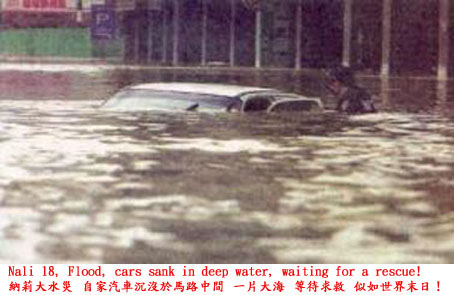 P
Nali 18, Flood, cars sank in deep water, waiting for a rescue!
納莉大水災 自家汽車沉沒於馬路中間 一片大海 等待求救 似如世界末日！